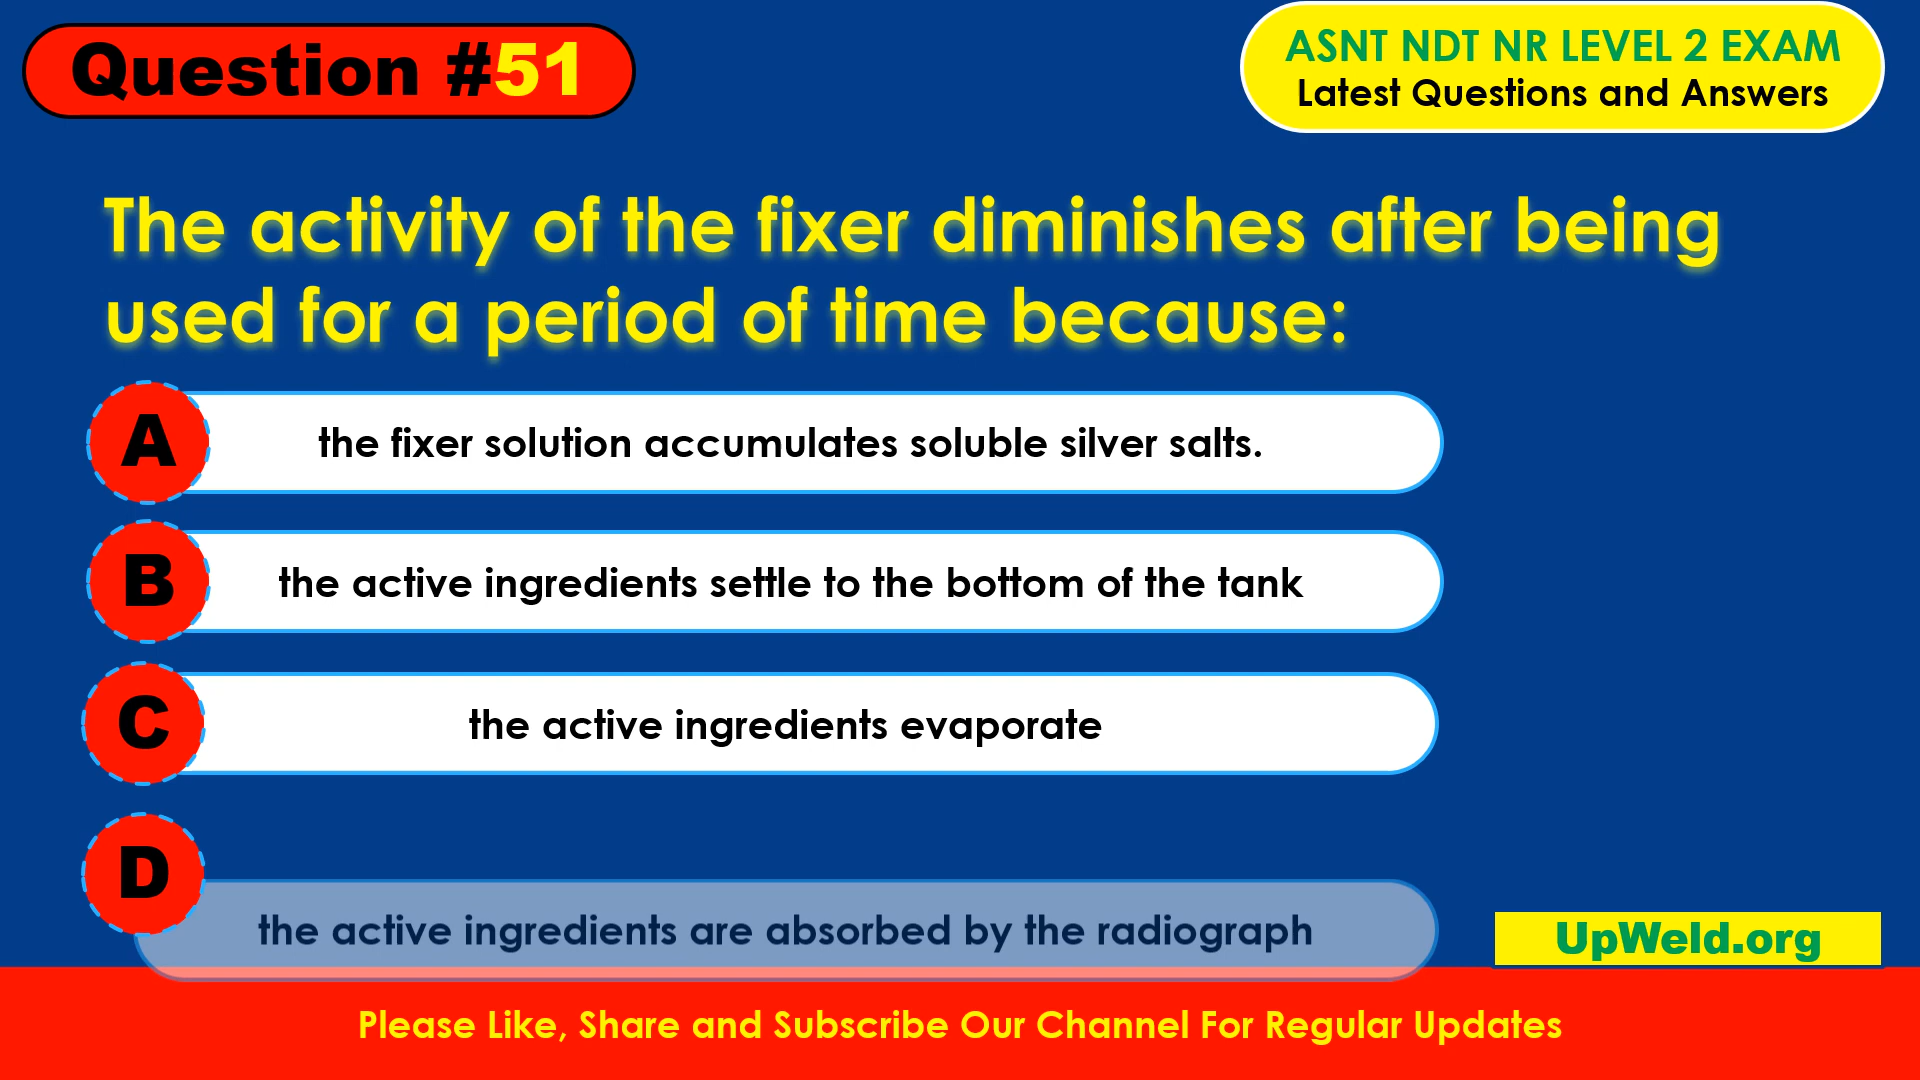 Question #51
ASNT NDT NR LEVEL 2 EXAM
Latest Questions and Answers
The activity of the fixer diminishes after being
used for a period of time because:
A
the fixer solution accumulates soluble silver salts.
B
the active ingredients settle to the bottom of the tank
C
the active ingredients evaporate
D
the active ingredients are absorbed by the radiograph
UpWeld.org
Please Like, Share and Subscribe Our Channel For Regular Updates